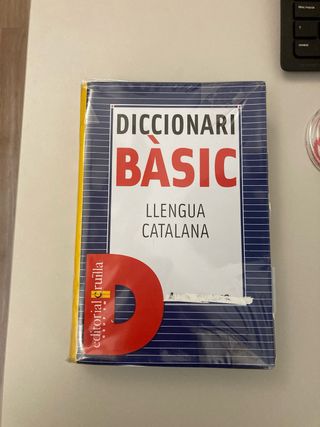 DICCIONARI
BÀSIC
LLENGUA
CATALANA
editorial cruïlla